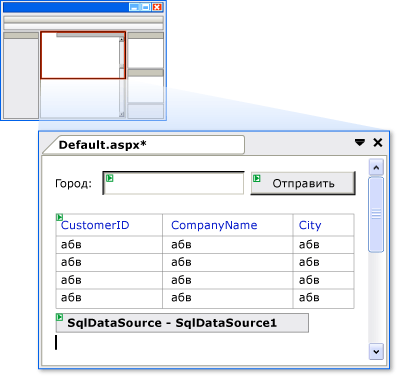 Default.aspx*
Город:
Отправить
CustomerID CompanyName City
абв абв абв
абв абв абв
абв абв абв
абв абв абв
SqlDataSource - SqlDataSource1